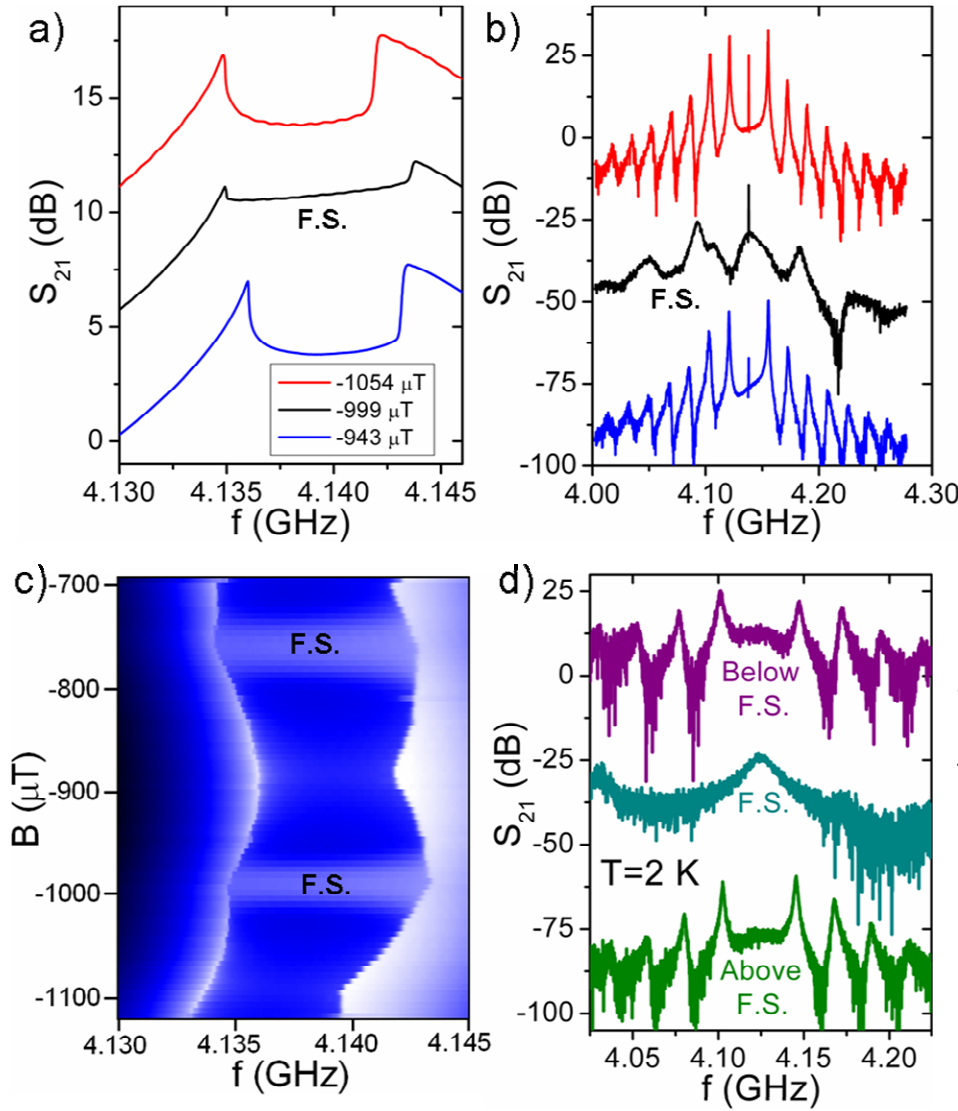 a)
S21 (dB)
15
10
5
0
F.S.
-1054 μT
-999 μT
-943 μT
4.130 4.135 4.140 4.145
f (GHz)
b)
S21 (dB)
25
0
-25
-50
-75
-100
F.S.
4.00 4.10 4.20 4.30
f (GHz)
c)
B (μT)
-700
-800
-900
-1000
-1100
F.S.
F.S.
4.130 4.135 4.140 4.145
f (GHz)
d)
S21 (dB)
25
0
-25
-50
-75
-100
Below
F.S.
F.S.
T=2 K
Above
F.S.
4.05 4.10 4.15 4.20
f (GHz)